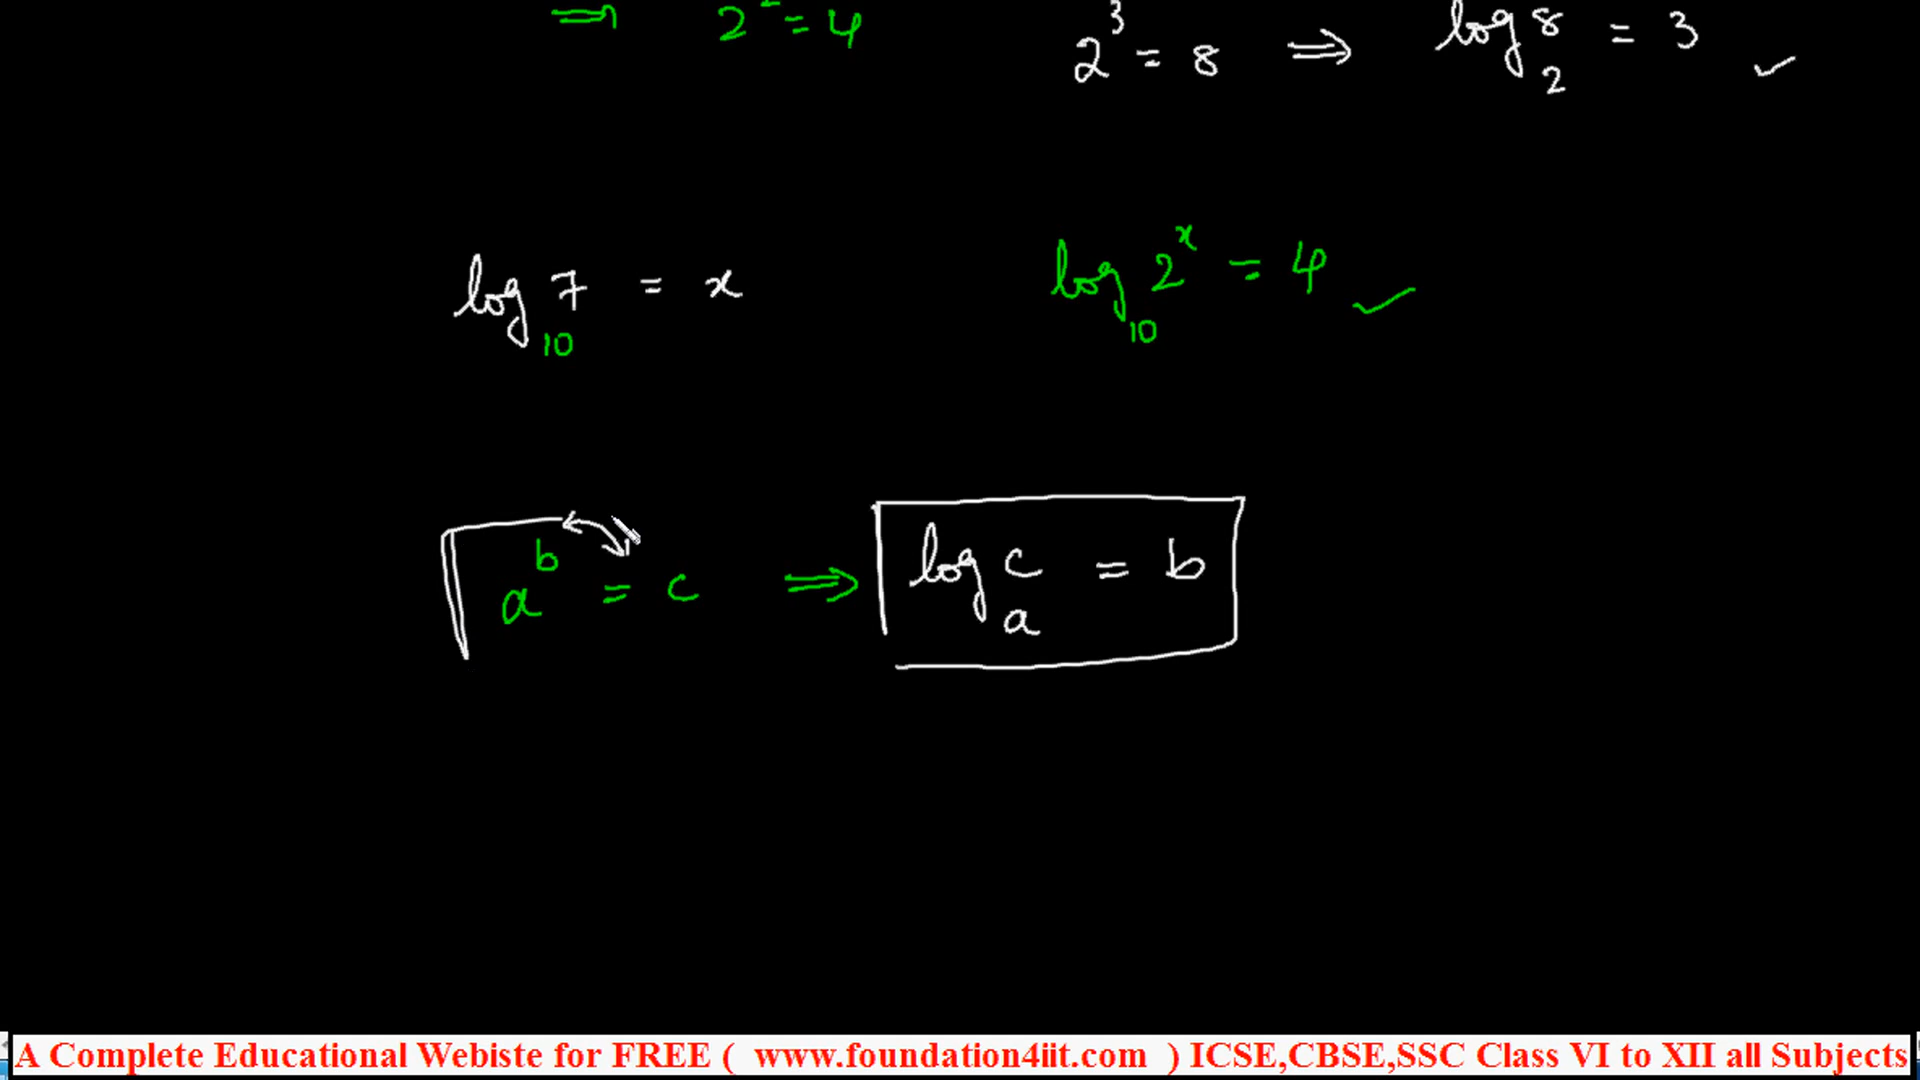 ⇒ 2² = 4
2³ = 8 ⇒ log₂ 8 = 3 ✓
log₁₀ 7 = x
log₁₀ 2ˣ = 4 ✓
aᵇ = c ⇒ logₐ c = b
A Complete Educational Webiste for FREE ( www.foundation4iit.com ) ICSE,CBSE,SSC Class VI to XII all Subjects